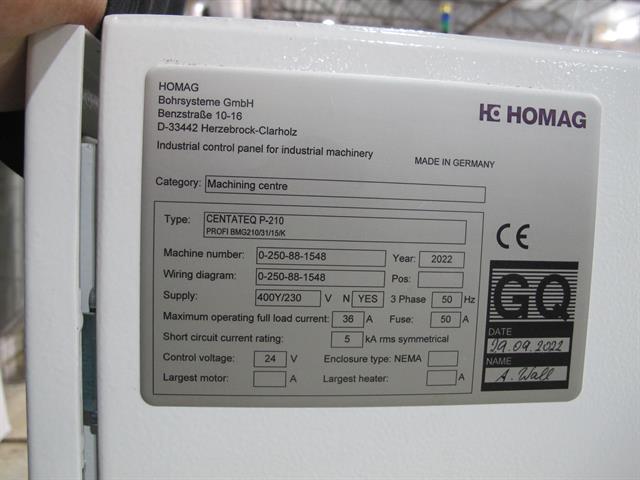 HOMAG
Bohrsysteme GmbH
Benzstraße 10-16
D-33442 Herzebrock-Clarholz
HOMAG
Industrial control panel for industrial machinery
MADE IN GERMANY
Category: Machining centre
Type: CENTATEQ P-210
PROFI BMG210/31/15/K
Machine number: 0-250-88-1548 Year: 2022
Wiring diagram: 0-250-88-1548 Pos:
Supply: 400Y/230 V N YES 3 Phase 50 Hz
Maximum operating full load current: 36 A Fuse: 50 A
Short circuit current rating: 5 kA rms symmetrical
Control voltage: 24 V Enclosure type: NEMA
Largest motor: A Largest heater: A
CE
GQ
DATE
29.09.2022
NAME
A. Wall